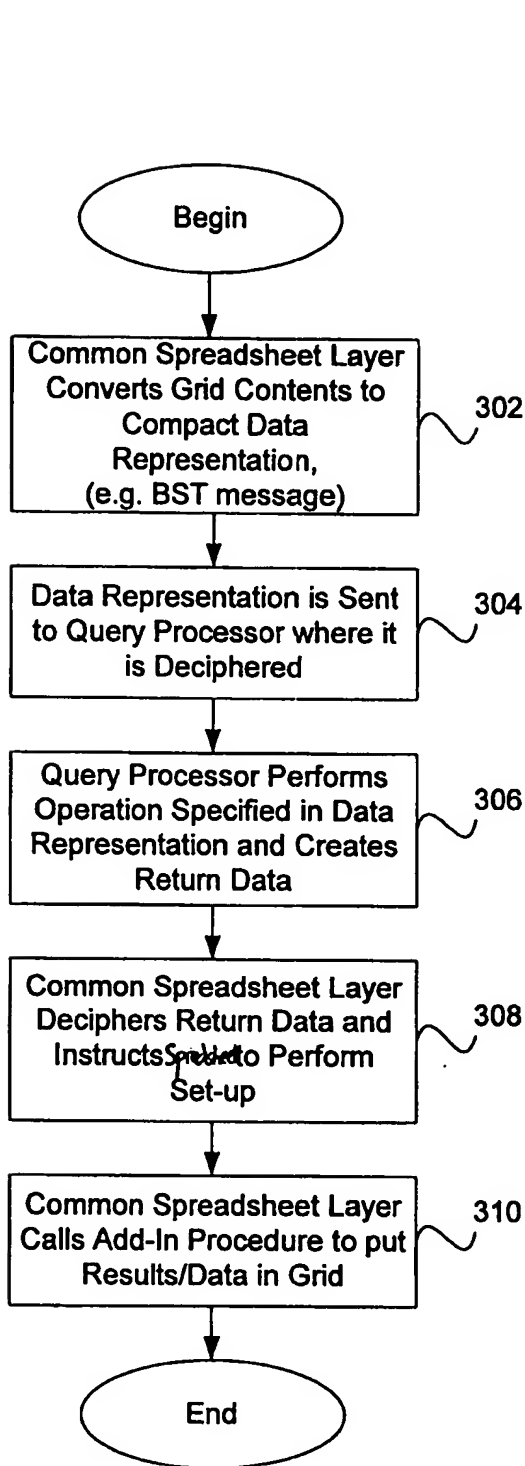 Begin
Common Spreadsheet Layer
Converts Grid Contents to
Compact Data
Representation,
(e.g. BST message)
302
Data Representation is Sent
to Query Processor where it
is Deciphered
304
Query Processor Performs
Operation Specified in Data
Representation and Creates
Return Data
306
Common Spreadsheet Layer
Deciphers Return Data and
Instructs to Perform
Set-up
308
Common Spreadsheet Layer
Calls Add-In Procedure to put
Results/Data in Grid
310
End